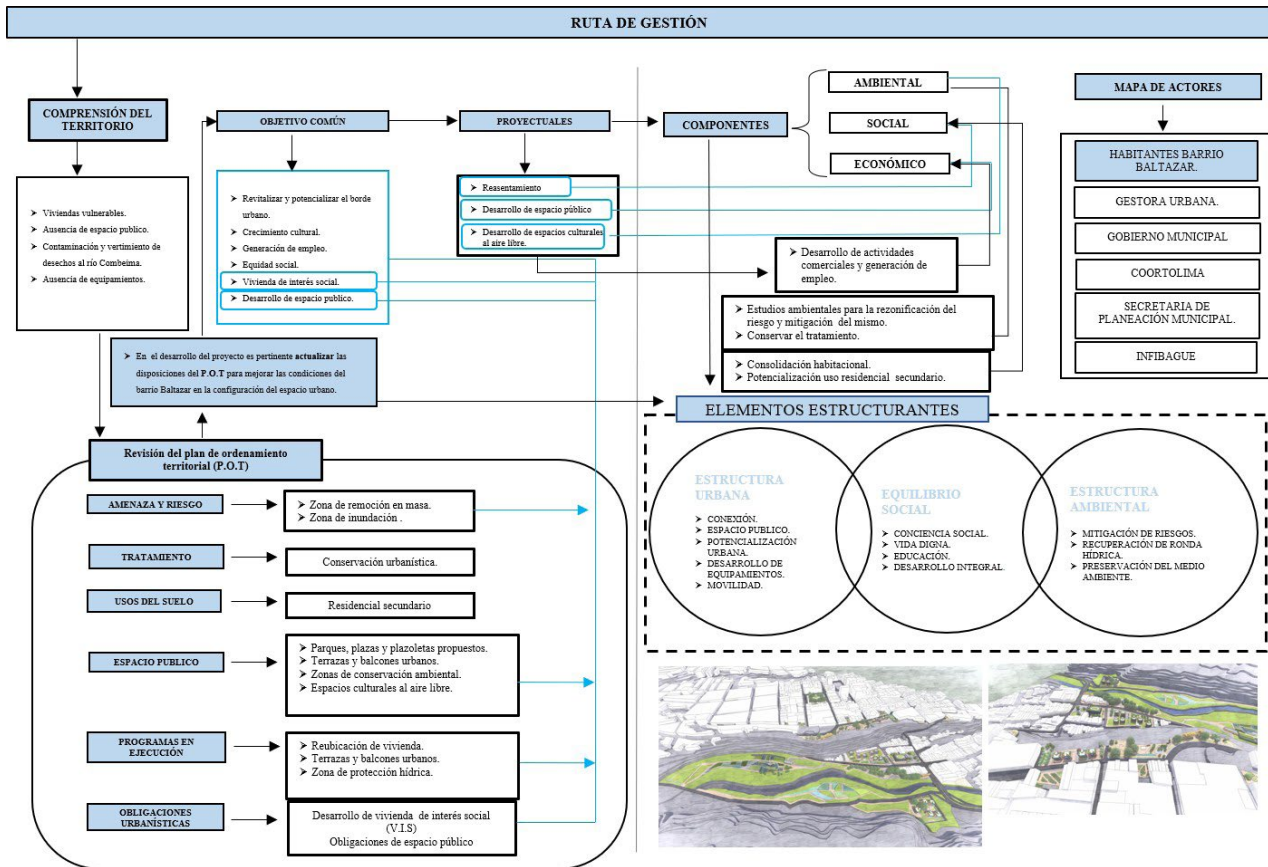 RUTA DE GESTIÓN
COMPRENSIÓN DEL
TERRITORIO
➢ Viviendas vulnerables.
➢ Ausencia de espacio publico.
➢ Contaminación y vertimiento de
desechos al río Combeima.
➢ Ausencia de equipamientos.
OBJETIVO COMÚN
➢ Revitalizar y potencializar el borde
urbano.
➢ Crecimiento cultural.
➢ Generación de empleo.
➢ Equidad social.
➢ Vivienda de interés social.
➢ Desarrollo de espacio publico.
PROYECTUALES
➢ Reasentamiento
➢ Desarrollo de espacio público
➢ Desarrollo de espacios culturales
al aire libre.
COMPONENTES
AMBIENTAL
SOCIAL
ECONÓMICO
➢ Desarrollo de actividades
comerciales y generación de
empleo.
➢ Estudios ambientales para la rezonificación del
riesgo y mitigación del mismo.
➢ Conservar el tratamiento.
➢ Consolidación habitacional.
➢ Potencialización uso residencial secundario.
MAPA DE ACTORES
HABITANTES BARRIO
BALTAZAR.
GESTORA URBANA.
GOBIERNO MUNICIPAL
COORTOLIMA
SECRETARIA DE
PLANEACIÓN MUNICIPAL.
INFIBAGUE
➢ En el desarrollo del proyecto es pertinente actualizar las
disposiciones del P.O.T para mejorar las condiciones del
barrio Baltazar en la configuración del espacio urbano.
Revisión del plan de ordenamiento
territorial (P.O.T)
AMENAZA Y RIESGO
➢ Zona de remoción en masa.
➢ Zona de inundación .
TRATAMIENTO
Conservación urbanística.
USOS DEL SUELO
Residencial secundario
ESPACIO PUBLICO
➢ Parques, plazas y plazoletas propuestos.
➢ Terrazas y balcones urbanos.
➢ Zonas de conservación ambiental.
➢ Espacios culturales al aire libre.
PROGRAMAS EN
EJECUCIÓN
➢ Reubicación de vivienda.
➢ Terrazas y balcones urbanos.
➢ Zona de protección hídrica.
OBLIGACIONES
URBANÍSTICAS
Desarrollo de vivienda de interés social
(V.I.S)
Obligaciones de espacio público
ELEMENTOS ESTRUCTURANTES
ESTRUCTURA
URBANA
➢ CONEXIÓN.
➢ ESPACIO PUBLICO.
➢ POTENCIALIZACIÓN
URBANA.
➢ DESARROLLO DE
EQUIPAMIENTOS.
➢ MOVILIDAD.
EQUILIBRIO
SOCIAL
➢ CONCIENCIA SOCIAL.
➢ VIDA DIGNA.
➢ EDUCACIÓN.
➢ DESARROLLO INTEGRAL.
ESTRUCTURA
AMBIENTAL
➢ MITIGACIÓN DE RIESGOS.
➢ RECUPERACIÓN DE RONDA
HÍDRICA.
➢ PRESERVACIÓN DEL MEDIO
AMBIENTE.